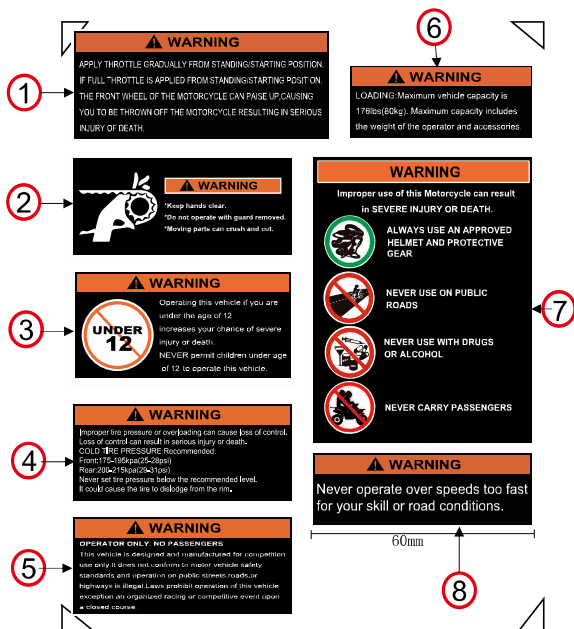 1
WARNING
APPLY THROTTLE GRADUALLY FROM STANDING/STARTING POSITION.
IF FULL THROTTLE IS APPLIED FROM STANDING/STARTING POSITION,
THE FRONT WHEEL OF THE MOTORCYCLE CAN PAISE UP,CAUSING
YOU TO BE THROWN OFF THE MOTORCYCLE RESULTING IN SERIOUS
INJURY OF DEATH.
2
WARNING
*Keep hands clear.
*Do not operate with guard removed.
*Moving parts can crush and cut.
3
WARNING
UNDER
12
Operating this vehicle if you are
under the age of 12
increases your chance of severe
injury or death.
NEVER permit children under age
of 12 to operate this vehicle.
4
WARNING
Improper tire pressure or overloading can cause loss of control.
Loss of control can result in serious injury or death.
COLD TIRE PRESSURE:Recommended:
Front:175-195kpa(25-28psi)
Rear:200-215kpa(29-31psi)
Never set tire pressure below the recommended level.
It could cause the tire to dislodge from the rim.
5
WARNING
OPERATOR ONLY. NO PASSENGERS
This vehicle is designed and manufactured for competition
use only.It does not conform to motor vehicle safety
standards and operation on public streets,roads,or
highways is illegal.Laws prohibit operation of this vehicle
exception an organized racing or competitive event upon
a closed course
6
WARNING
LOADING:Maximum vehicle capacity is
176lbs(80kg). Maximum capacity includes
the weight of the operator and accessories.
7
WARNING
Improper use of this Motorcycle can result
in SEVERE INJURY OR DEATH.
ALWAYS USE AN APPROVED
HELMET AND PROTECTIVE
GEAR
NEVER USE ON PUBLIC
ROADS
NEVER USE WITH DRUGS
OR ALCOHOL
NEVER CARRY PASSENGERS
WARNING
Never operate over speeds too fast
for your skill or road conditions.
60mm
8